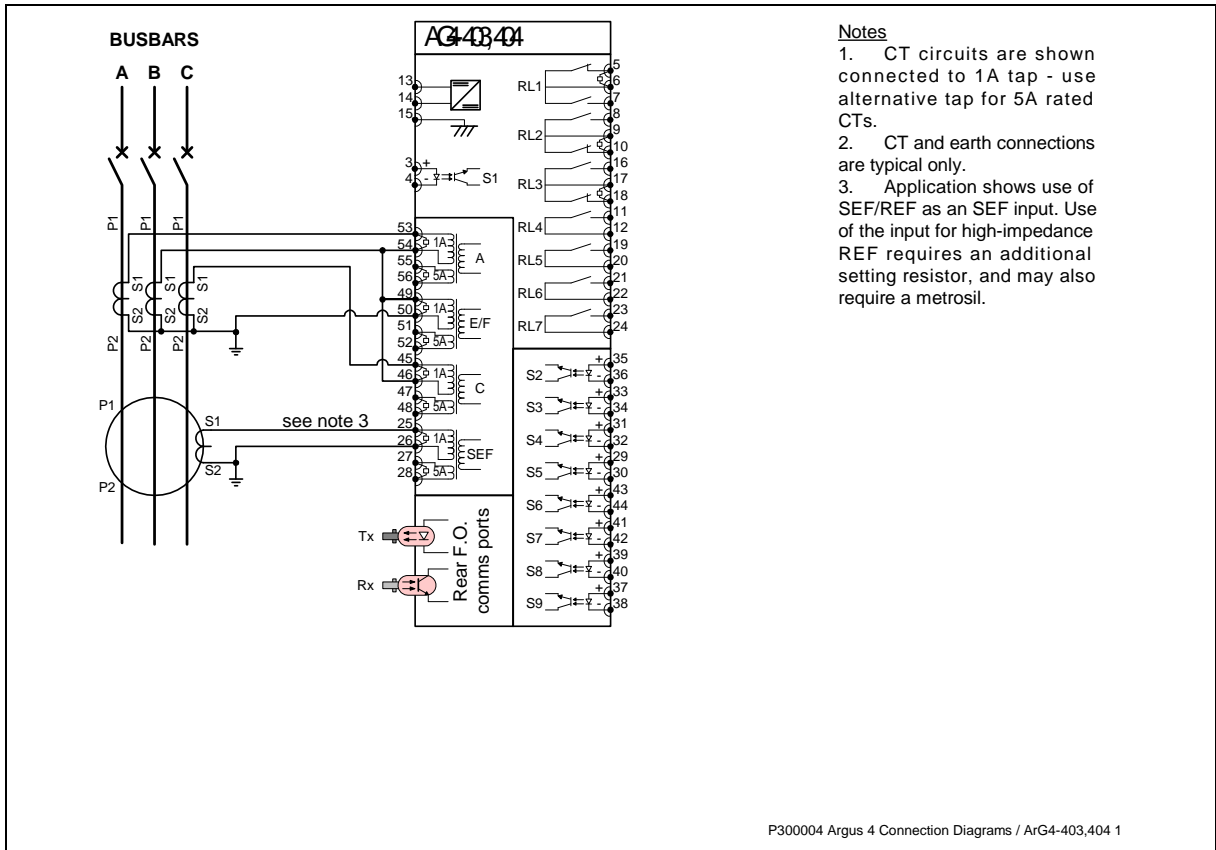 BUSBARS
A B C
P1 P1 P1
S1 S1 S1
S2 S2 S2
P2 P2 P2
P1
S1
S2
P2
see note 3
ArG4-403,404
13
14
15
3 +
4 - S1
53
54 1A
55 A
56 5A
49
50 1A
51 E/F
52 5A
45
46 1A
47 C
48 5A
25
26 1A
27 SEF
28 5A
Tx
Rx
Rear F.O.
comms ports
5
RL1 6
7
8
RL2 9
10
16
RL3 17
18
11
RL4 12
19
RL5 20
21
RL6 22
23
RL7 24
+ 35
S2 - 36
+ 33
S3 - 34
+ 31
S4 - 32
+ 29
S5 - 30
+ 43
S6 - 44
+ 41
S7 - 42
+ 39
S8 - 40
+ 37
S9 - 38
Notes
1. CT circuits are shown
connected to 1A tap - use
alternative tap for 5A rated
CTs.
2. CT and earth connections
are typical only.
3. Application shows use of
SEF/REF as an SEF input. Use
of the input for high-impedance
REF requires an additional
setting resistor, and may also
require a metrosil.
P300004 Argus 4 Connection Diagrams / ArG4-403,404 1